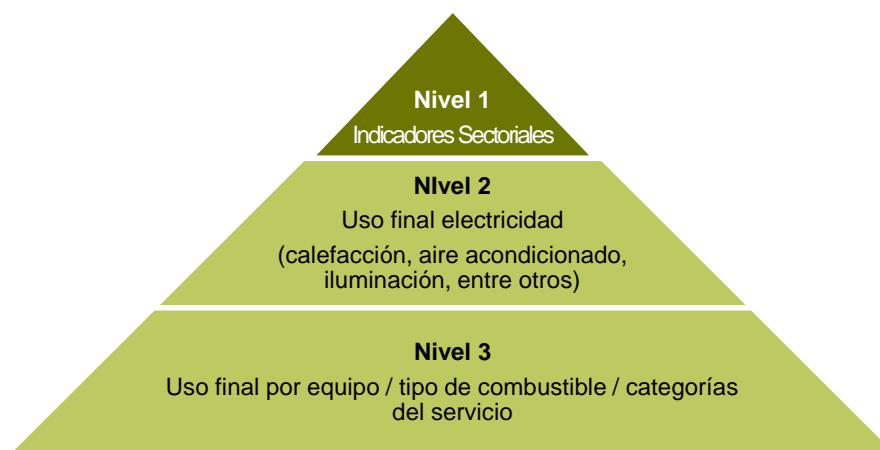 Nivel 1
Indicadores Sectoriales
NIvel 2
Uso final electricidad
(calefacción, aire acondicionado,
iluminación, entre otros)
Nivel 3
Uso final por equipo / tipo de combustible / categorías
del servicio